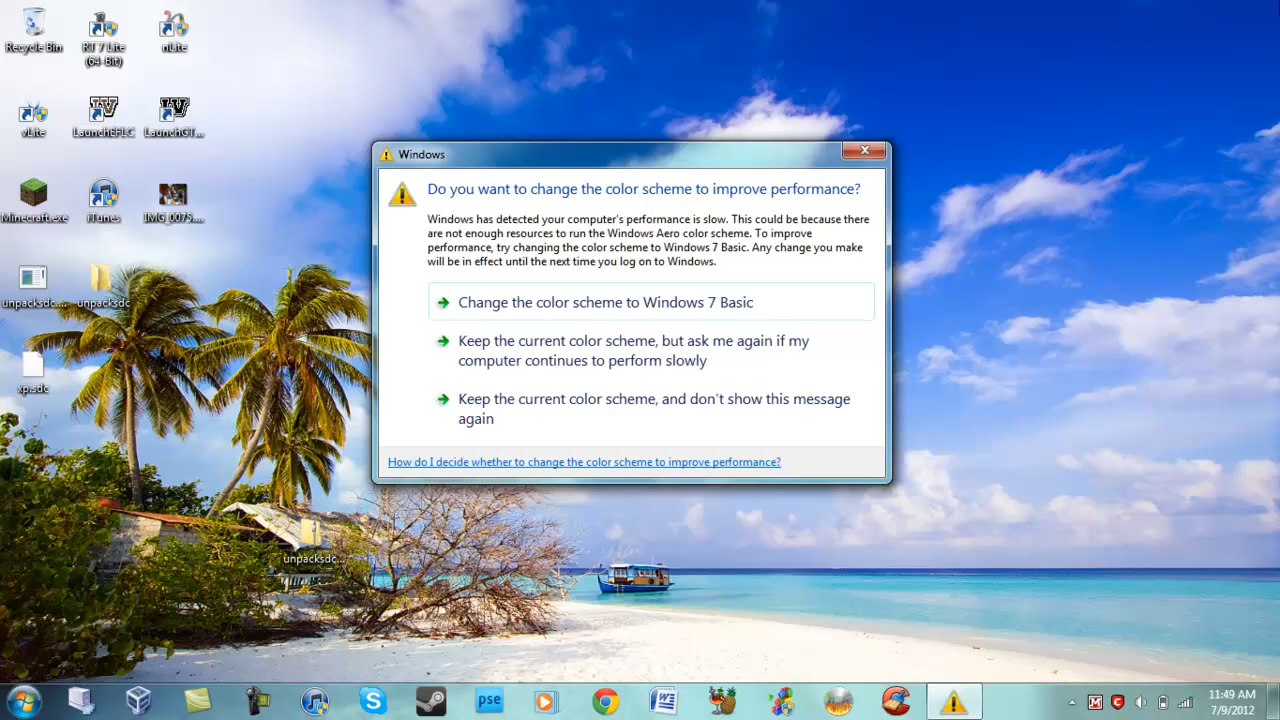 Recycle Bin
RT 7 Lite
(64-Bit)
nLite
vLite
LaunchEFLC
LaunchGT...
Minecraft.exe
iTunes
IMG_0075....
unpacksdc...
unpacksdc
xp.sdc
unpacksdc...
Windows
Do you want to change the color scheme to improve performance?
Windows has detected your computer's performance is slow. This could be because there
are not enough resources to run the Windows Aero color scheme. To improve
performance, try changing the color scheme to Windows 7 Basic. Any change you make
will be in effect until the next time you log on to Windows.
Change the color scheme to Windows 7 Basic
Keep the current color scheme, but ask me again if my
computer continues to perform slowly
Keep the current color scheme, and don't show this message
again
How do I decide whether to change the color scheme to improve performance?
pse
11:49 AM
7/9/2012